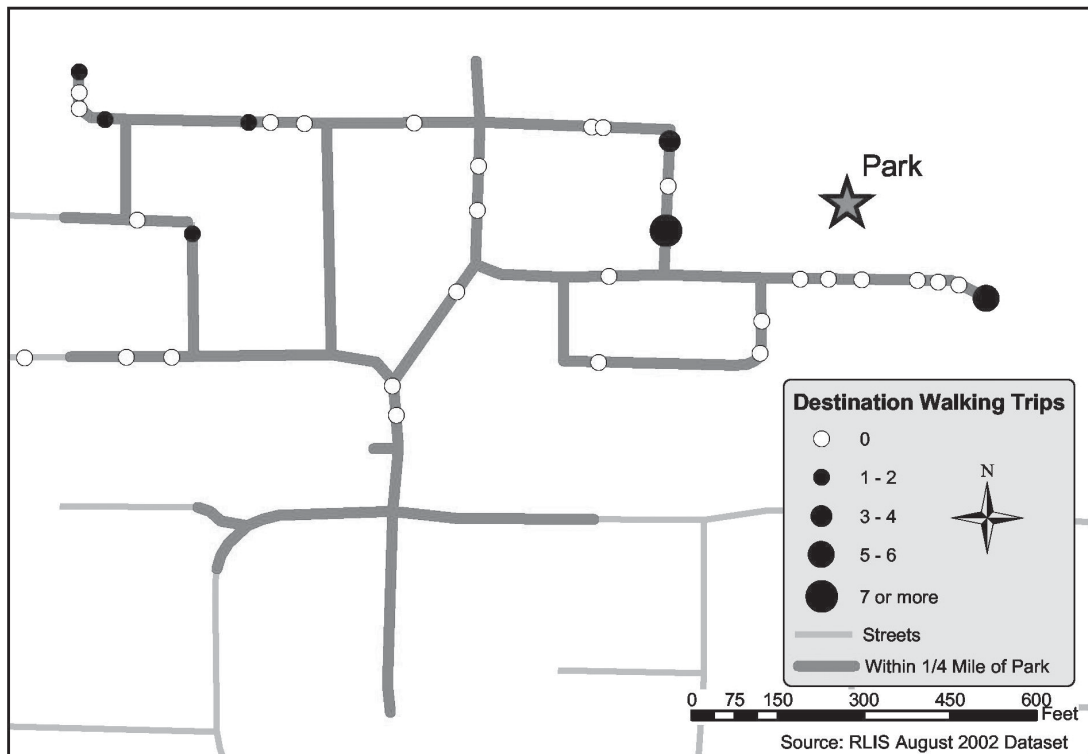 Park
Destination Walking Trips
0
1 - 2
3 - 4
5 - 6
7 or more
N
Streets
Within 1/4 Mile of Park
0 75 150 300 450 600
Feet
Source: RLIS August 2002 Dataset